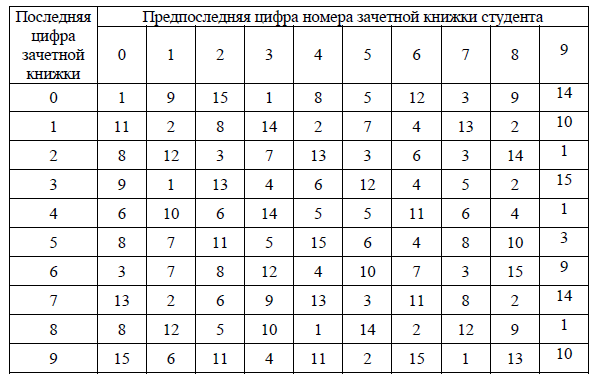 Последняя цифра зачетной книжки Предпоследняя цифра номера зачетной книжки студента
0 1 2 3 4 5 6 7 8 9
0 1 9 15 1 8 5 12 3 9 14
1 11 2 8 14 2 7 4 13 2 10
2 8 12 3 7 13 3 6 3 14 1
3 9 1 13 4 6 12 4 5 2 15
4 6 10 6 14 5 5 11 6 4 1
5 8 7 11 5 15 6 4 8 10 3
6 3 7 8 12 4 10 7 3 15 9
7 13 2 6 9 13 3 11 8 2 14
8 8 12 5 10 1 14 2 12 9 1
9 15 6 11 4 11 2 15 1 13 10